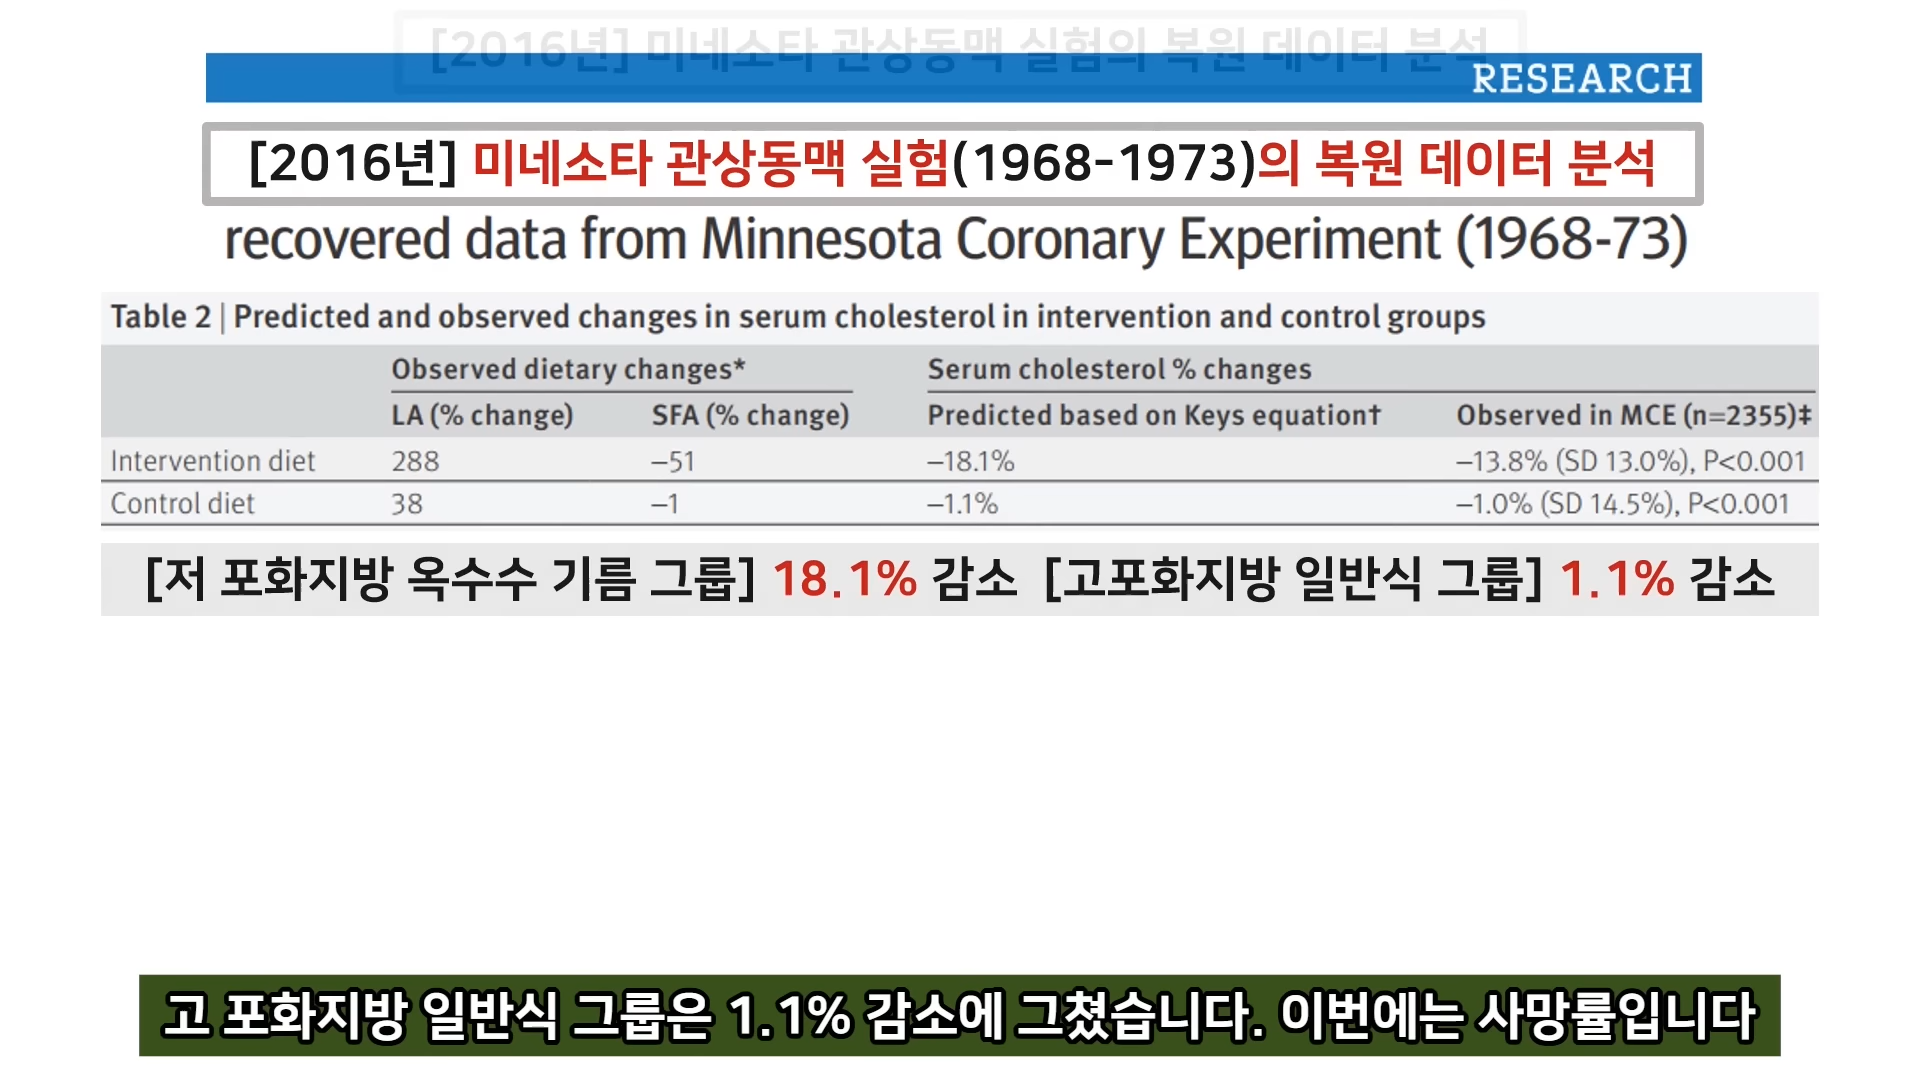 [2016년] 미네소타 관상동맥 실험의 복원 데이터 분석
RESEARCH
[2016년] 미네소타 관상동맥 실험(1968-1973)의 복원 데이터 분석
recovered data from Minnesota Coronary Experiment (1968-73)
Table 2 | Predicted and observed changes in serum cholesterol in intervention and control groups
Observed dietary changes* Serum cholesterol % changes
LA (% change) SFA (% change) Predicted based on Keys equation† Observed in MCE (n=2355)‡
Intervention diet 288 –51 –18.1% –13.8% (SD 13.0%), P<0.001
Control diet 38 –1 –1.1% –1.0% (SD 14.5%), P<0.001
[저 포화지방 옥수수 기름 그룹] 18.1% 감소 [고포화지방 일반식 그룹] 1.1% 감소
고 포화지방 일반식 그룹은 1.1% 감소에 그쳤습니다. 이번에는 사망률입니다